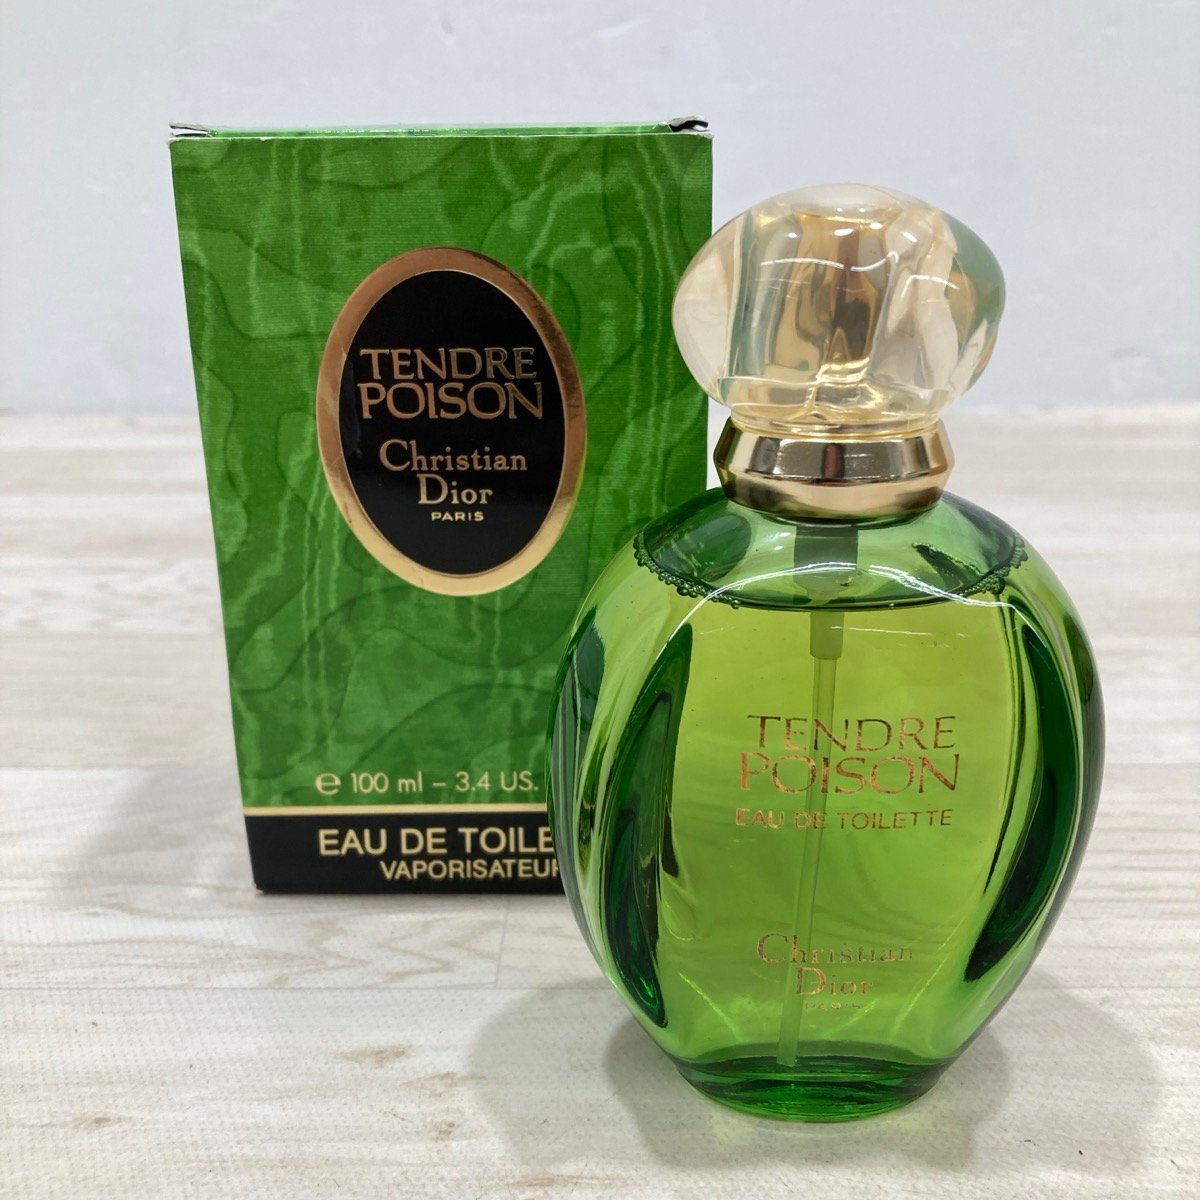 TENDRE
POISON
Christian
Dior
PARIS
e 100 ml – 3.4 US.
EAU DE TOILE
VAPORISATEUR
TENDRE
POISON
EAU DE TOILETTE
Christian
Dior
PARIS